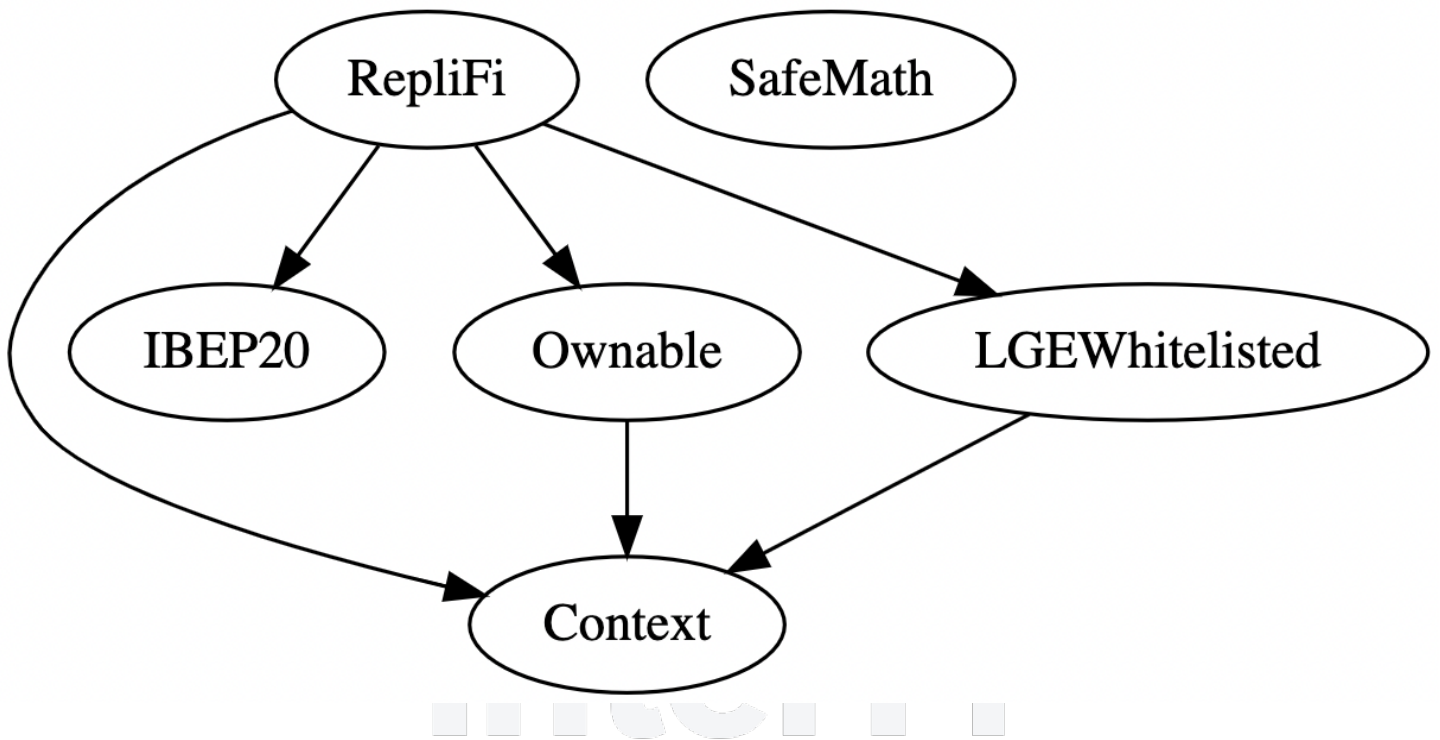 RepliFi
SafeMath
IBEP20
Ownable
LGEWhitelisted
Context